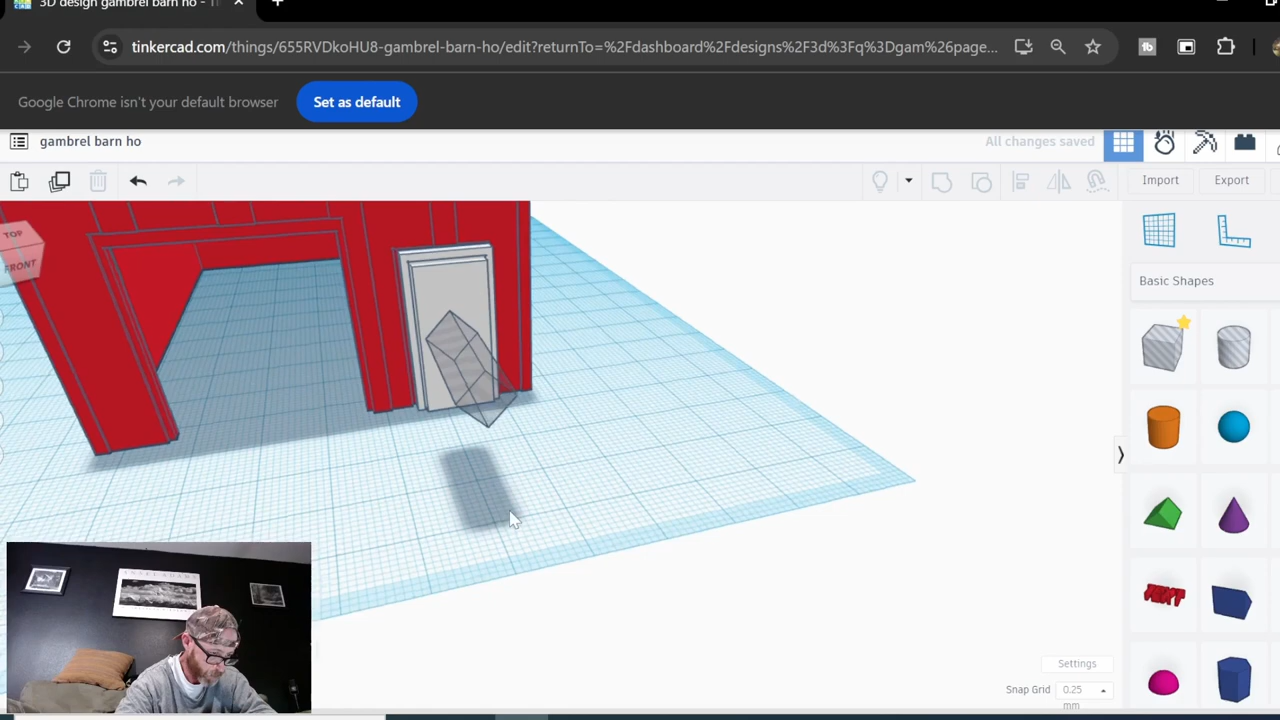 3D design gambrel barn ho - Ti
tinkercad.com/things/655RVDkoHU8-gambrel-barn-ho/edit?returnTo=%2Fdashboard%2Fdesigns%2F3d%3Fq%3Dgam%26page...
Google Chrome isn't your default browser
Set as default
gambrel barn ho
All changes saved
Import
Export
TOP
FRONT
Basic Shapes
TEXT
Settings
Snap Grid
0.25
mm